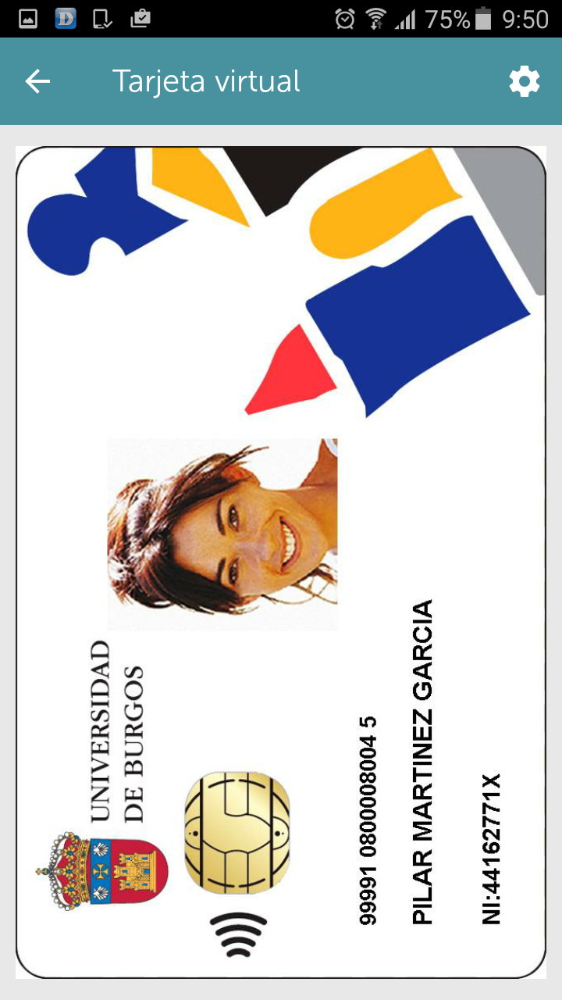 75% 9:50
Tarjeta virtual
UNIVERSIDAD
DE BURGOS
99991 0800008004 5
PILAR MARTINEZ GARCIA
NI:44162771X